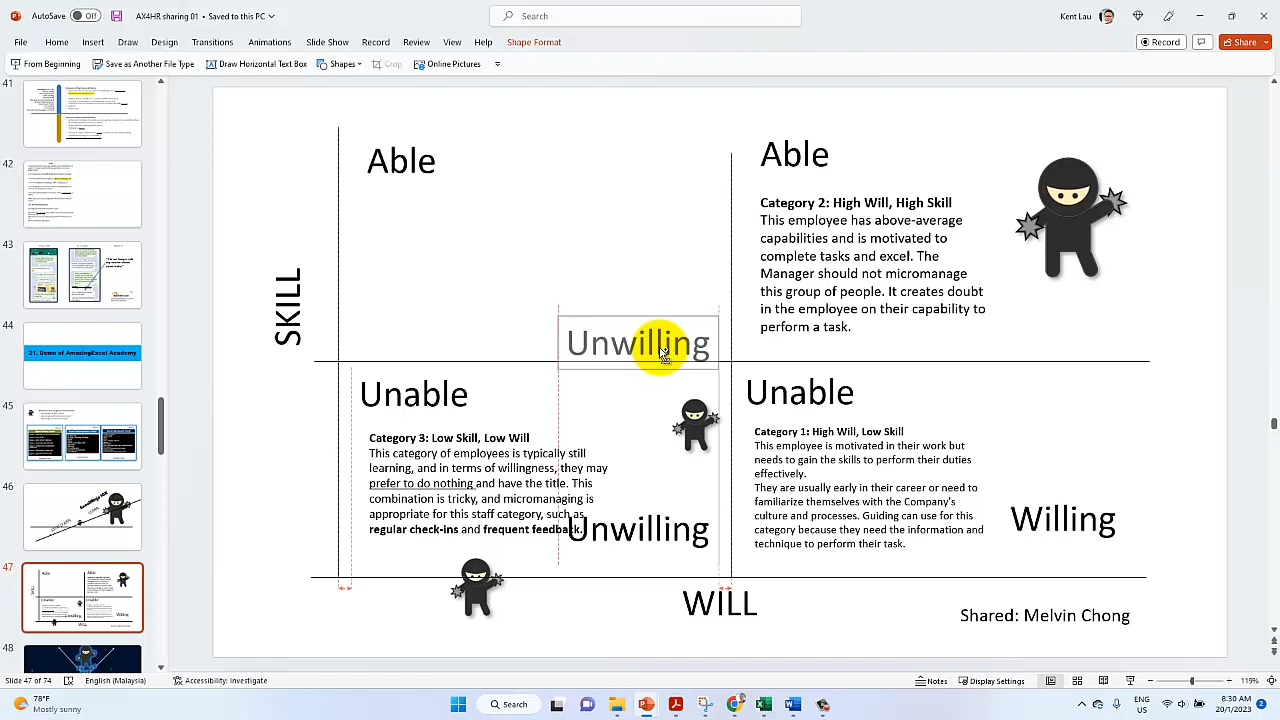 AutoSave Off AX4HR sharing 01 • Saved to this PC Search Kent Lau
File Home Insert Draw Design Transitions Animations Slide Show Record Review View Help Shape Format Record Share
From Beginning Save as Another File Type Draw Horizontal Text Box Shapes Crop Online Pictures
41
42
43
44
21. Demo of AmazingExcel Academy
45
46
47
48
SKILL
Able
Unwilling
Able
Category 2: High Will, High Skill
This employee has above-average
capabilities and is motivated to
complete tasks and excel. The
Manager should not micromanage
this group of people. It creates doubt
in the employee on their capability to
perform a task.
Unable
Category 3: Low Skill, Low Will
This category of employees is typically still
learning, and in terms of willingness, they may
prefer to do nothing and have the title. This
combination is tricky, and micromanaging is
appropriate for this staff category, such as
regular check-ins and frequent feedback.
Unwilling
Unable
Category 1: High Will, Low Skill
This employee is motivated in their work but
needs to gain the skills to perform their duties
effectively.
They are usually early in their career or need to
familiarize themselves with the Company's
culture and processes. Guiding can use for this
category because they need the information and
technique to perform their task.
Willing
WILL
Shared: Melvin Chong
Slide 47 of 74 English (Malaysia) Accessibility: Investigate Notes Display Settings 119%
78°F
Mostly sunny
Search
ENG
US
8:30 AM
20/1/2023
2